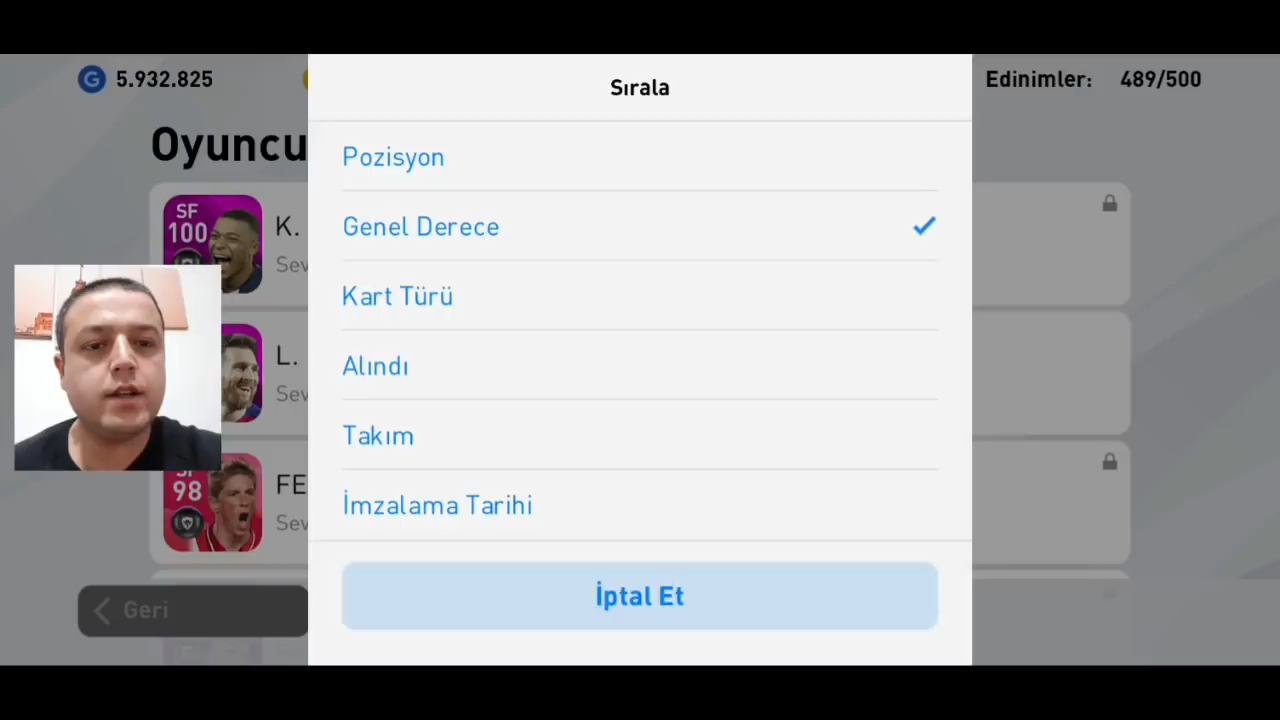 5.932.825
Sırala
Edinimler: 489/500
Oyuncu
Pozisyon
SF
100
K.
Sev
Genel Derece
Kart Türü
L.
Sev
Alındı
Takım
98
FE
Sev
İmzalama Tarihi
İptal Et
Geri